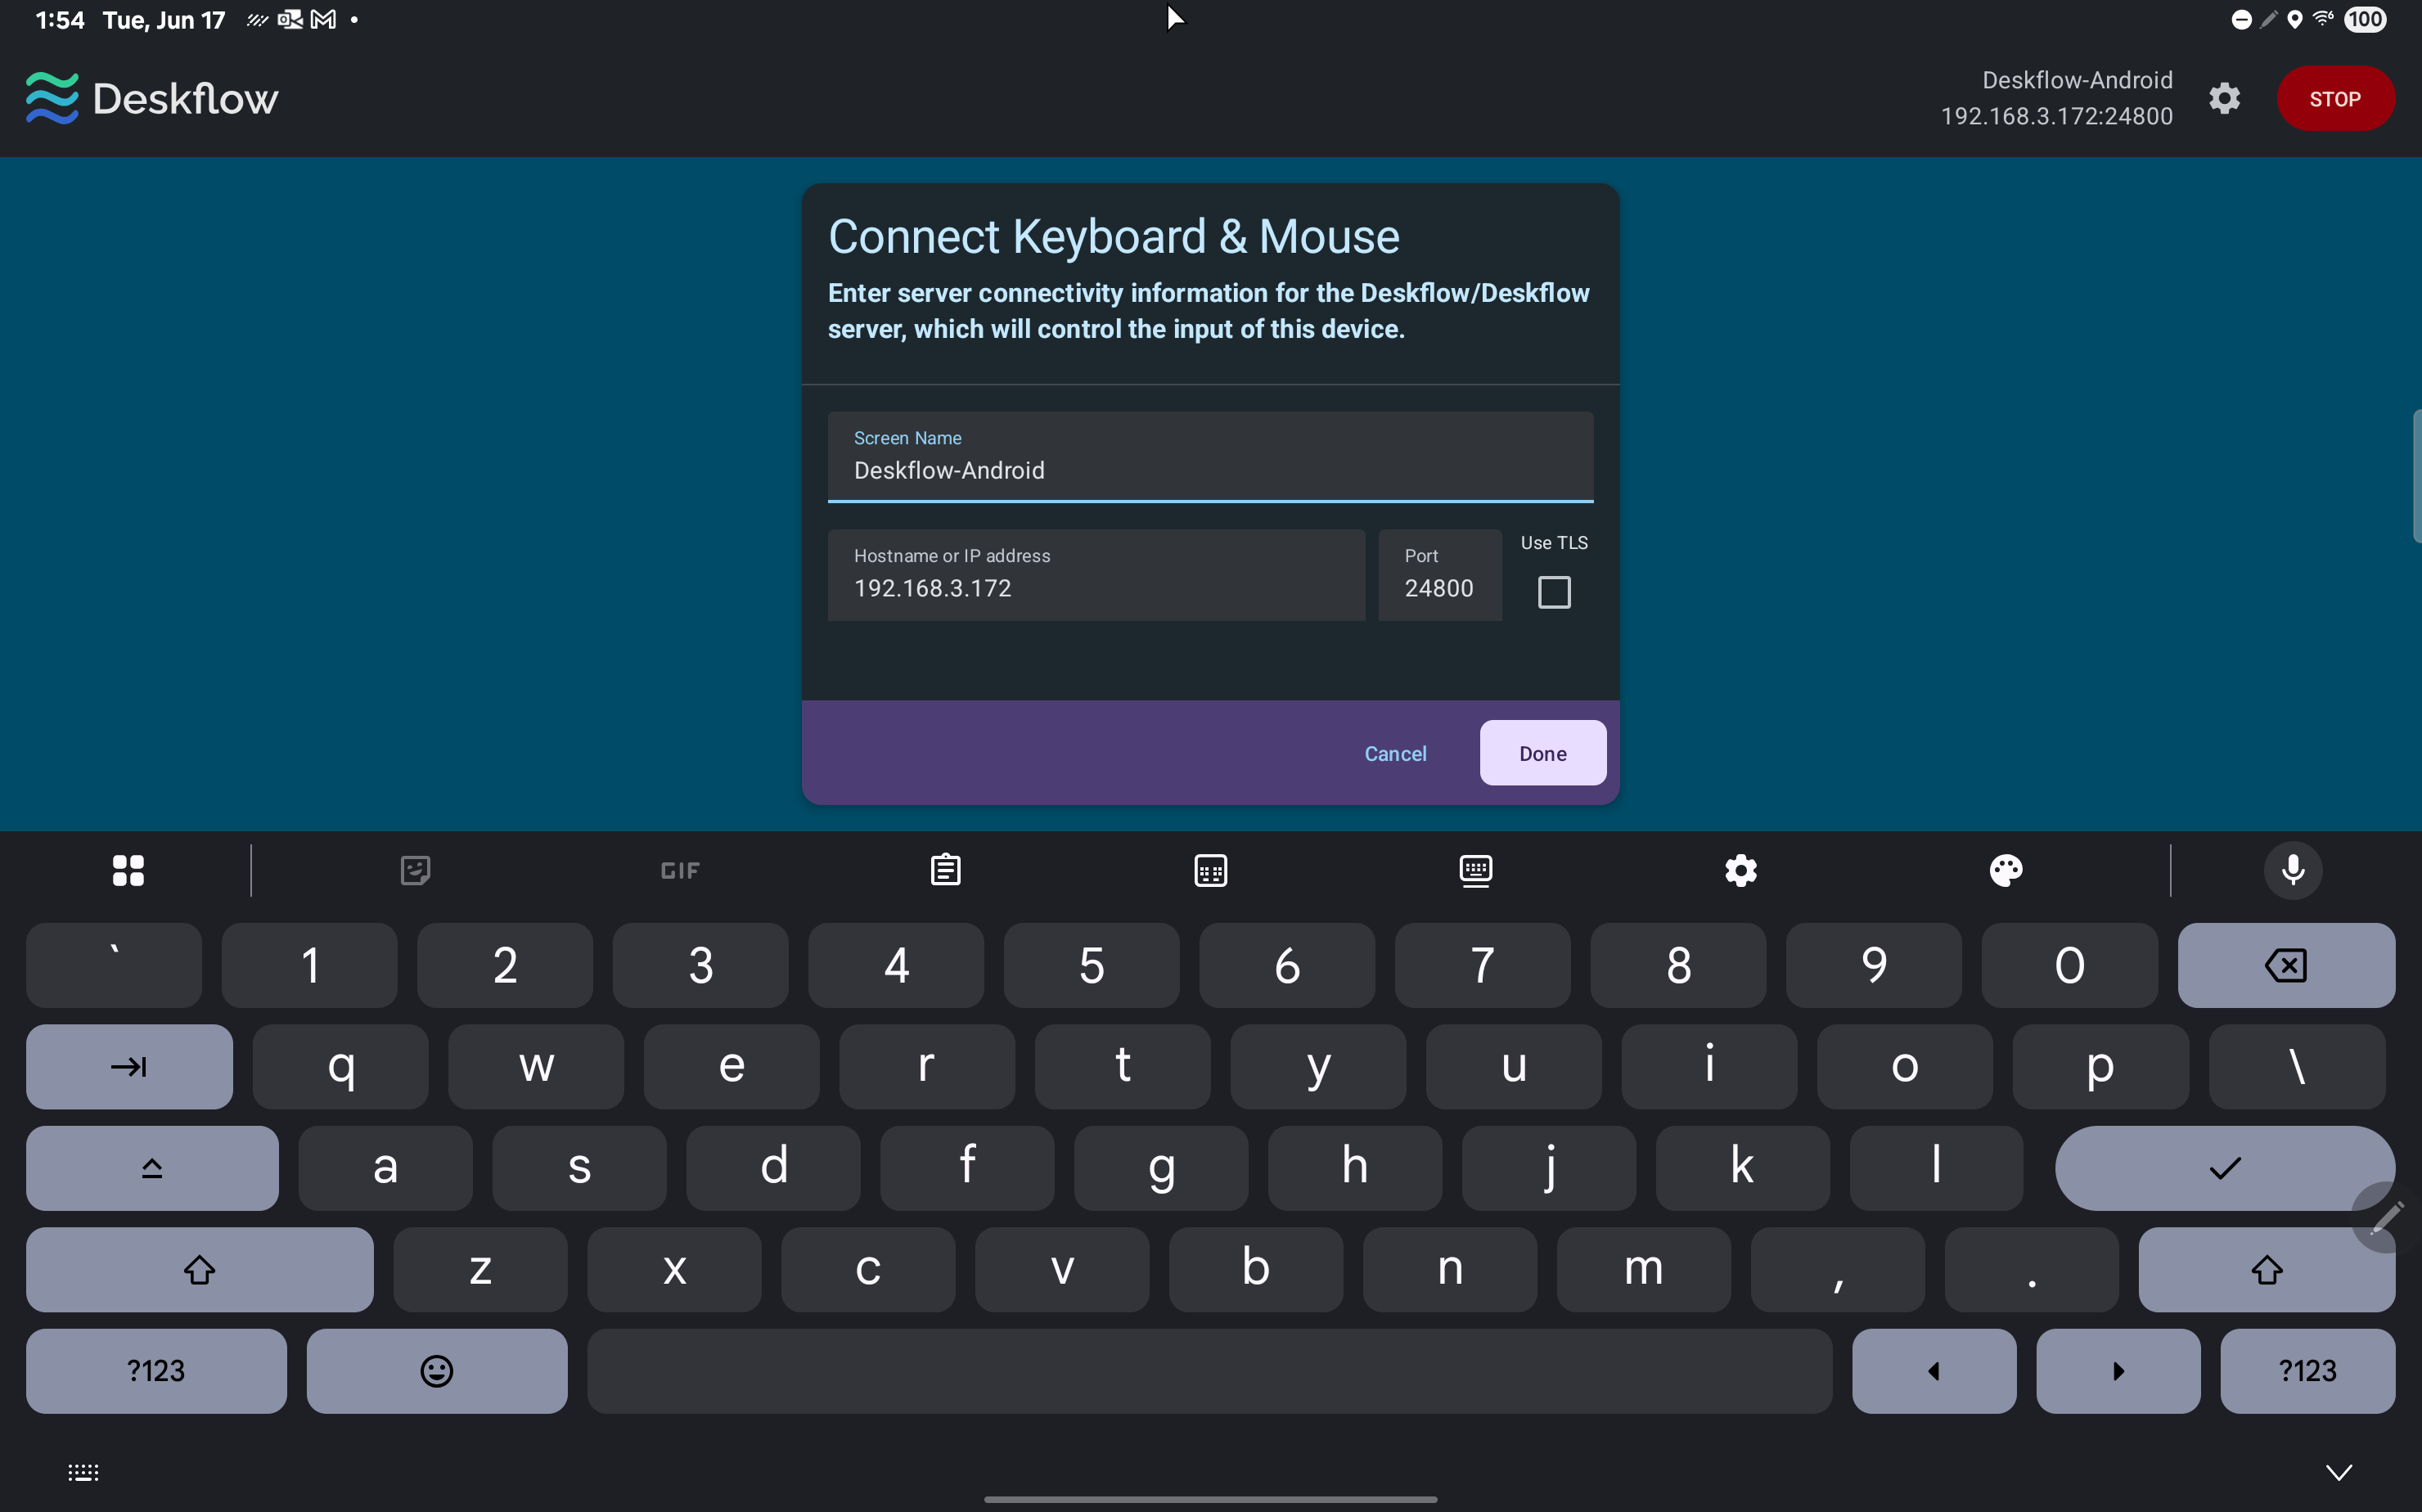 1:54 Tue, Jun 17
100
Deskflow
Deskflow-Android
192.168.3.172:24800
STOP
Connect Keyboard & Mouse
Enter server connectivity information for the Deskflow/Deskflow
server, which will control the input of this device.
Screen Name
Deskflow-Android
Hostname or IP address
192.168.3.172
Port
24800
Use TLS
Cancel
Done
GIF
` 1 2 3 4 5 6 7 8 9 0
q w e r t y u i o p \
a s d f g h j k l
z x c v b n m , .
?123
?123